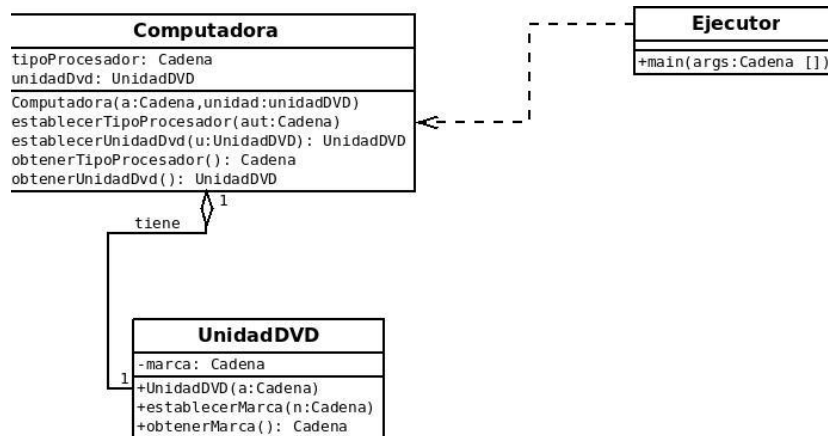 Computadora
tipoProcesador: Cadena
unidadDvd: UnidadDVD
Computadora(a:Cadena,unidad:unidadDVD)
establecerTipoProcesador(aut:Cadena)
establecerUnidadDvd(u:UnidadDVD): UnidadDVD
obtenerTipoProcesador(): Cadena
obtenerUnidadDvd(): UnidadDVD
Ejecutor
+main(args:Cadena [])
1
tiene
1
UnidadDVD
-marca: Cadena
+UnidadDVD(a:Cadena)
+establecerMarca(n:Cadena)
+obtenerMarca(): Cadena